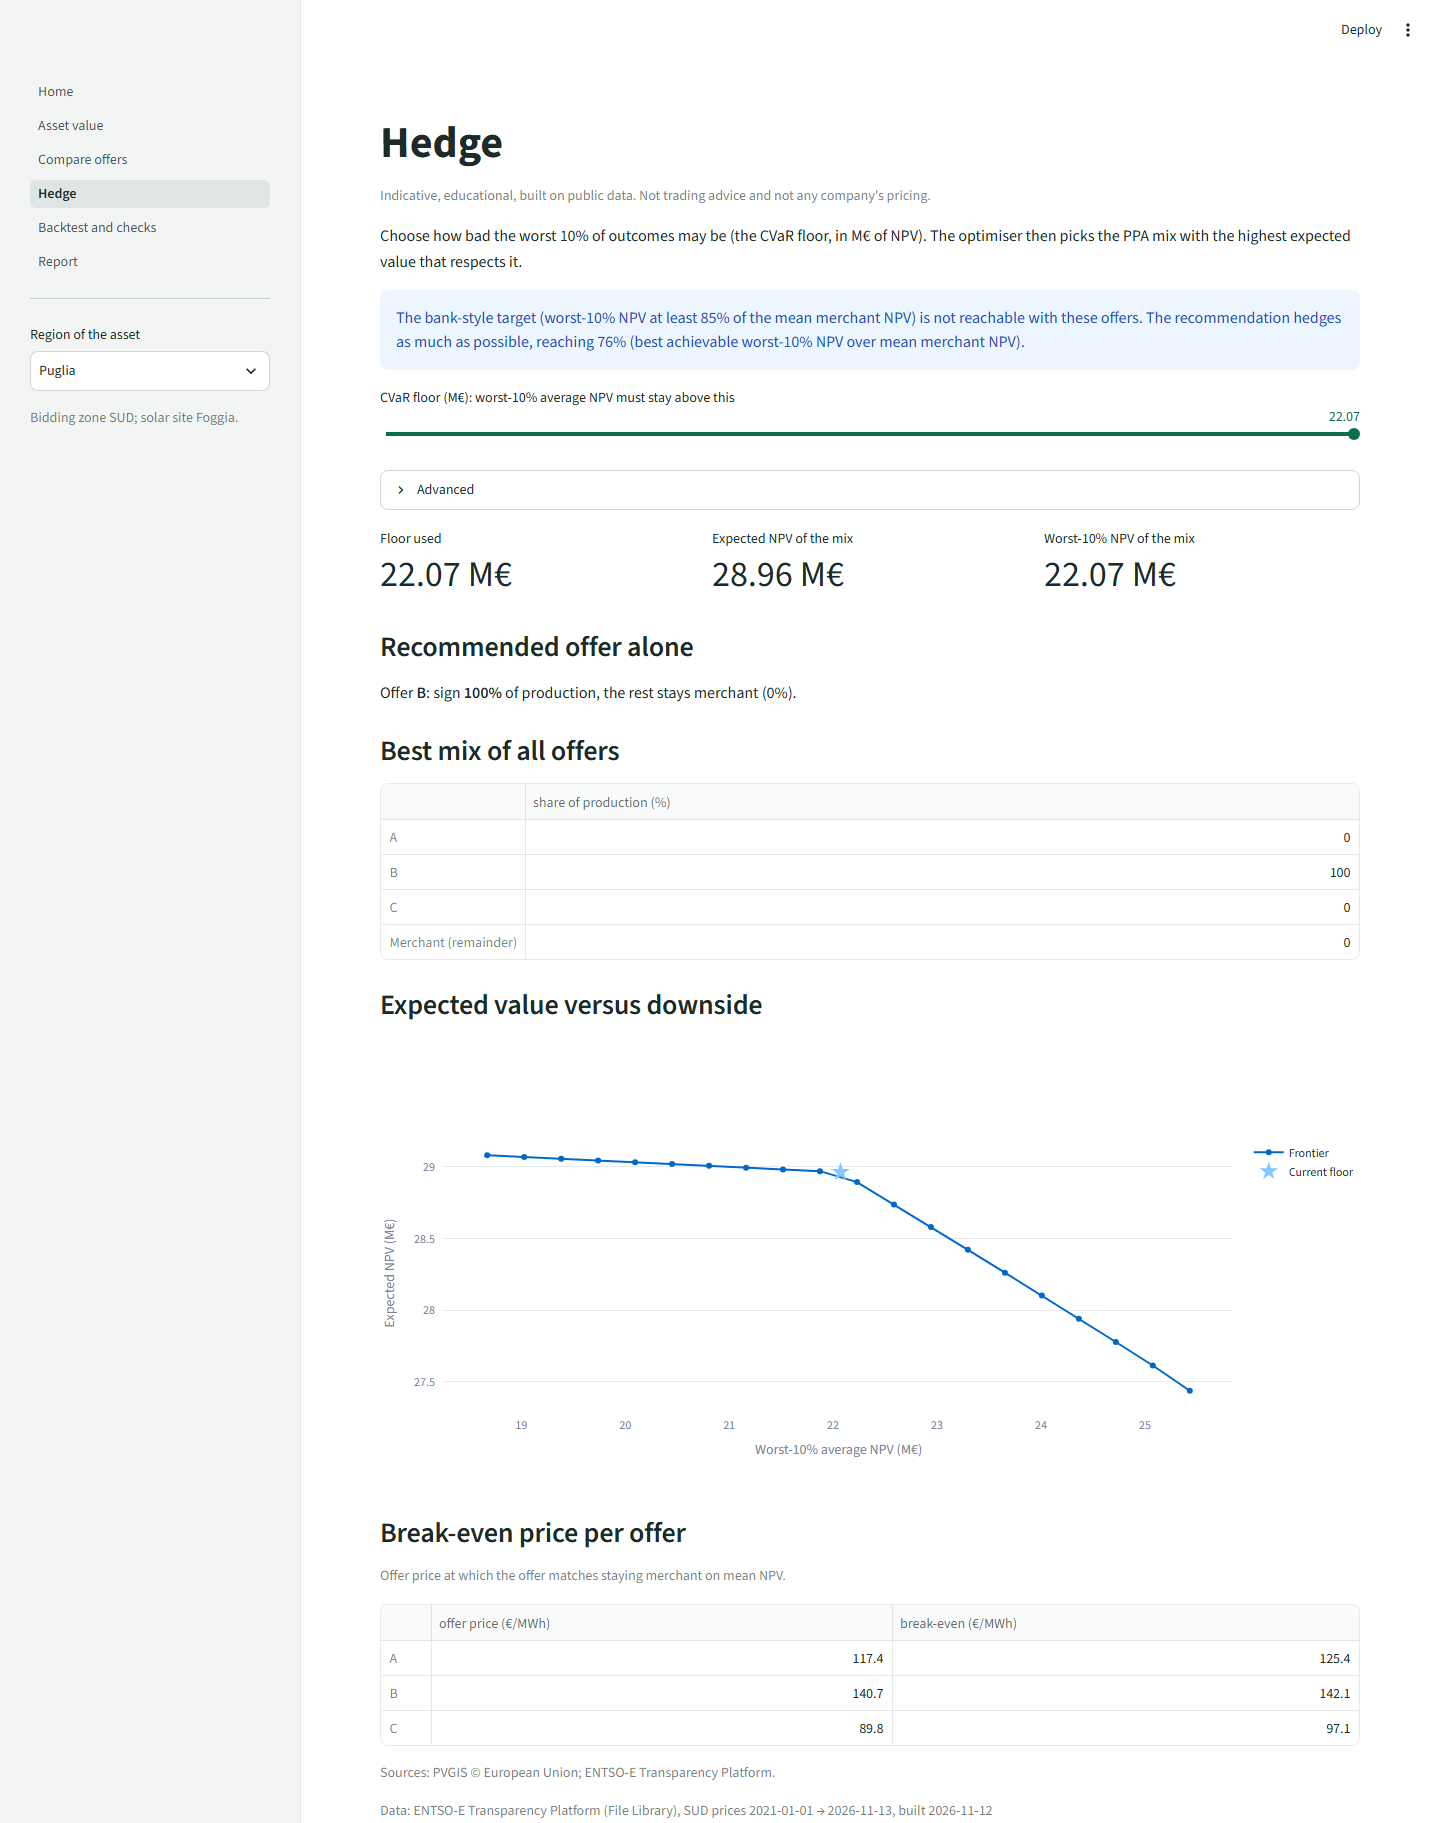 Deploy
Home
Asset value
Compare offers
Hedge
Backtest and checks
Report
Region of the asset
Puglia
Bidding zone SUD; solar site Foggia.
Hedge
Indicative, educational, built on public data. Not trading advice and not any company's pricing.
Choose how bad the worst 10% of outcomes may be (the CVaR floor, in M€ of NPV). The optimiser then picks the PPA mix with the highest expected
value that respects it.
The bank-style target (worst-10% NPV at least 85% of the mean merchant NPV) is not reachable with these offers. The recommendation hedges
as much as possible, reaching 76% (best achievable worst-10% NPV over mean merchant NPV).
CVaR floor (M€): worst-10% average NPV must stay above this
22.07
Advanced
Floor used
Expected NPV of the mix
Worst-10% NPV of the mix
22.07 M€
28.96 M€
22.07 M€
Recommended offer alone
Offer B: sign 100% of production, the rest stays merchant (0%).
Best mix of all offers
share of production (%)
A 0
B 100
C 0
Merchant (remainder) 0
Expected value versus downside
Frontier
Current floor
Expected NPV (M€)
29
28.5
28
27.5
19 20 21 22 23 24 25
Worst-10% average NPV (M€)
Break-even price per offer
Offer price at which the offer matches staying merchant on mean NPV.
offer price (€/MWh) break-even (€/MWh)
A 117.4 125.4
B 140.7 142.1
C 89.8 97.1
Sources: PVGIS © European Union; ENTSO-E Transparency Platform.
Data: ENTSO-E Transparency Platform (File Library), SUD prices 2021-01-01 → 2026-11-13, built 2026-11-12